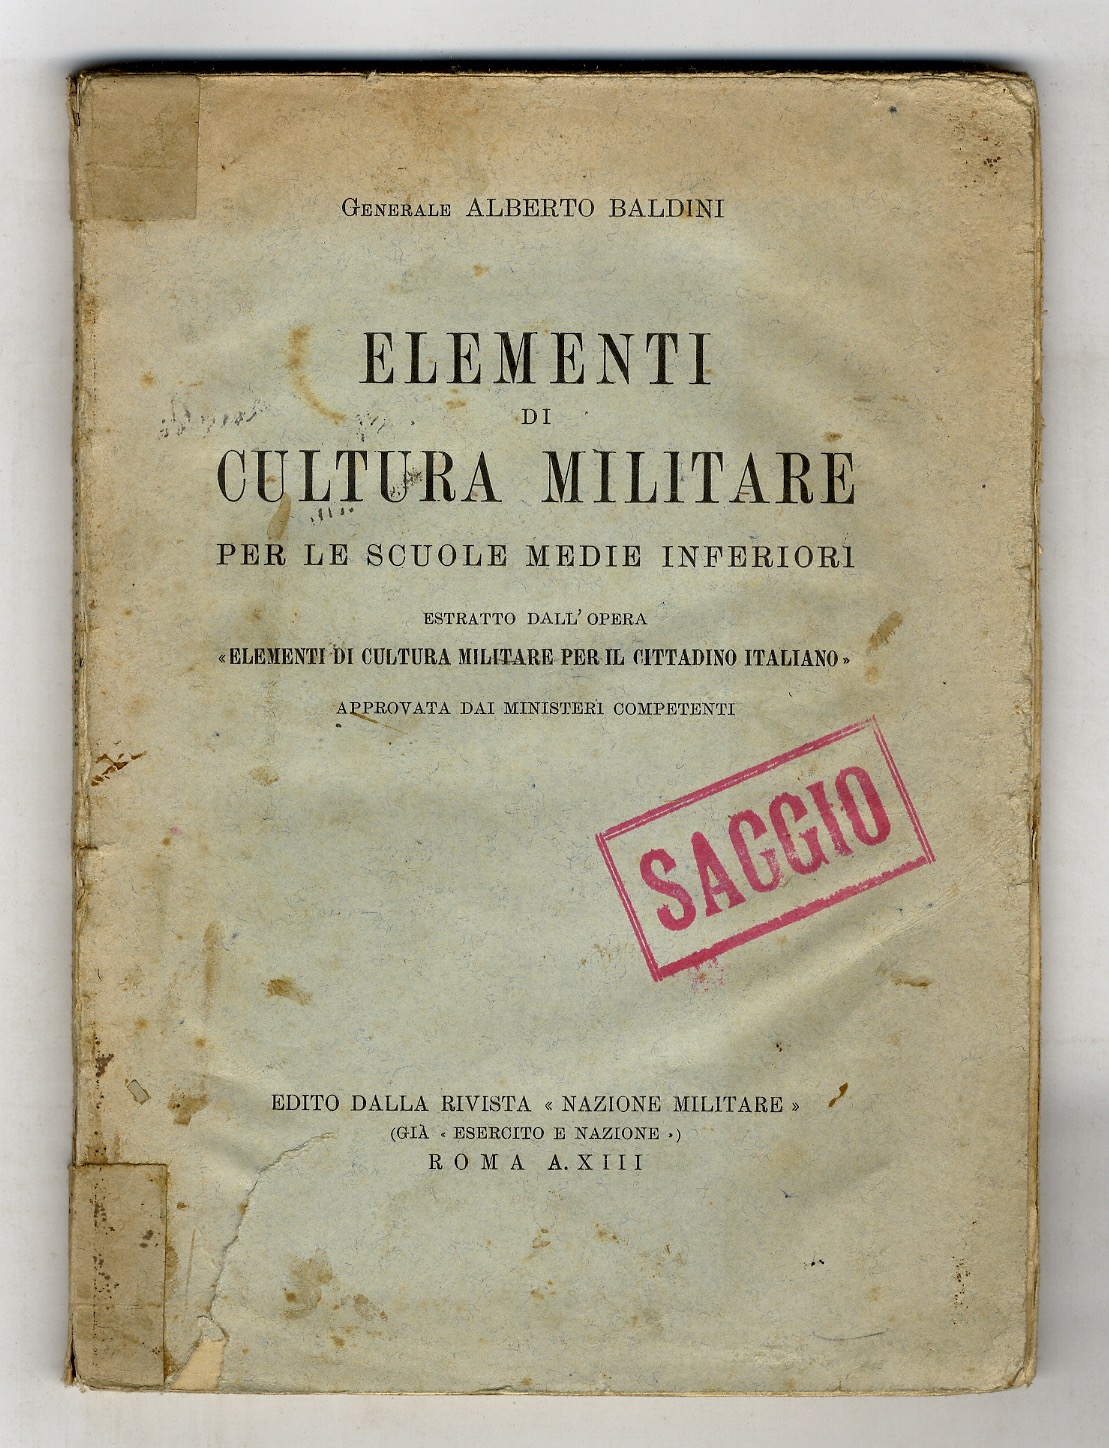 Generale ALBERTO BALDINI
ELEMENTI
DI
CULTURA MILITARE
PER LE SCUOLE MEDIE INFERIORI
ESTRATTO DALL'OPERA
«ELEMENTI DI CULTURA MILITARE PER IL CITTADINO ITALIANO»
APPROVATA DAI MINISTERI COMPETENTI
SAGGIO
EDITO DALLA RIVISTA « NAZIONE MILITARE »
(GIÀ « ESERCITO E NAZIONE »)
ROMA A. XIII